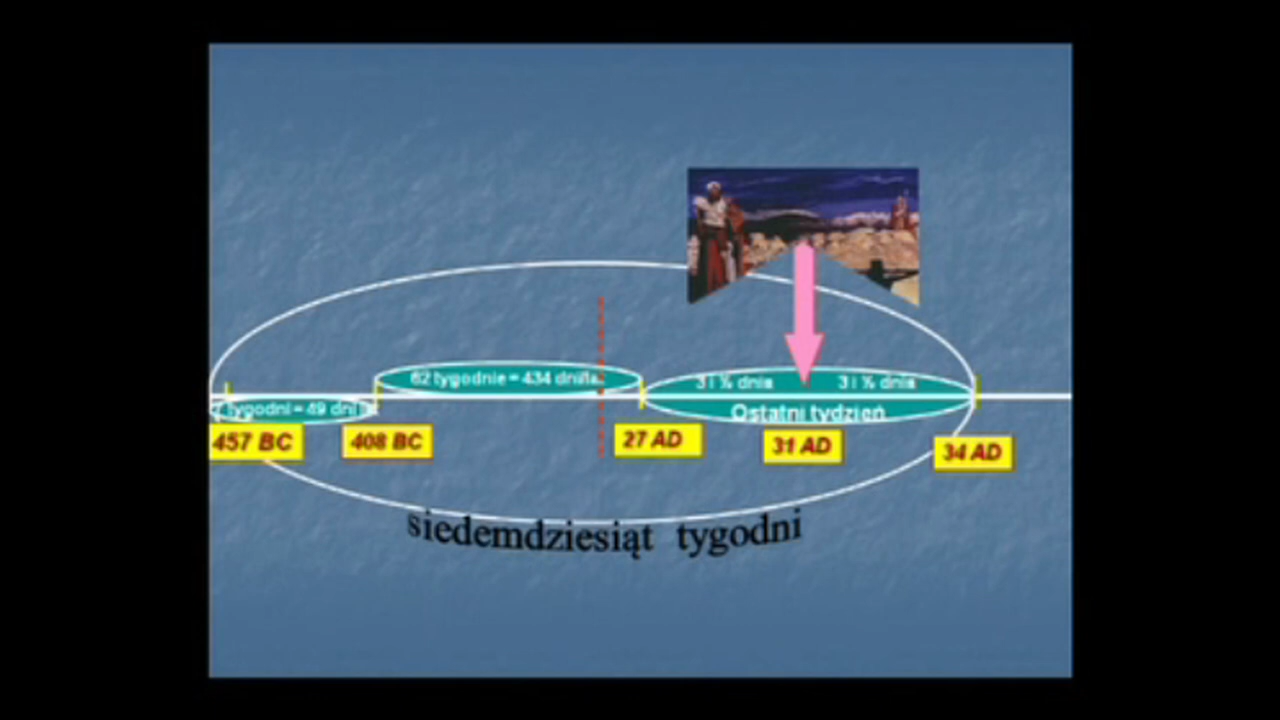 62 tygodnie = 434 dni
3 i ½ dnia
3 i ½ dnia
tygodni = 49 dni
Ostatni tydzień
457 BC
408 BC
27 AD
31 AD
34 AD
siedemdziesiąt tygodni